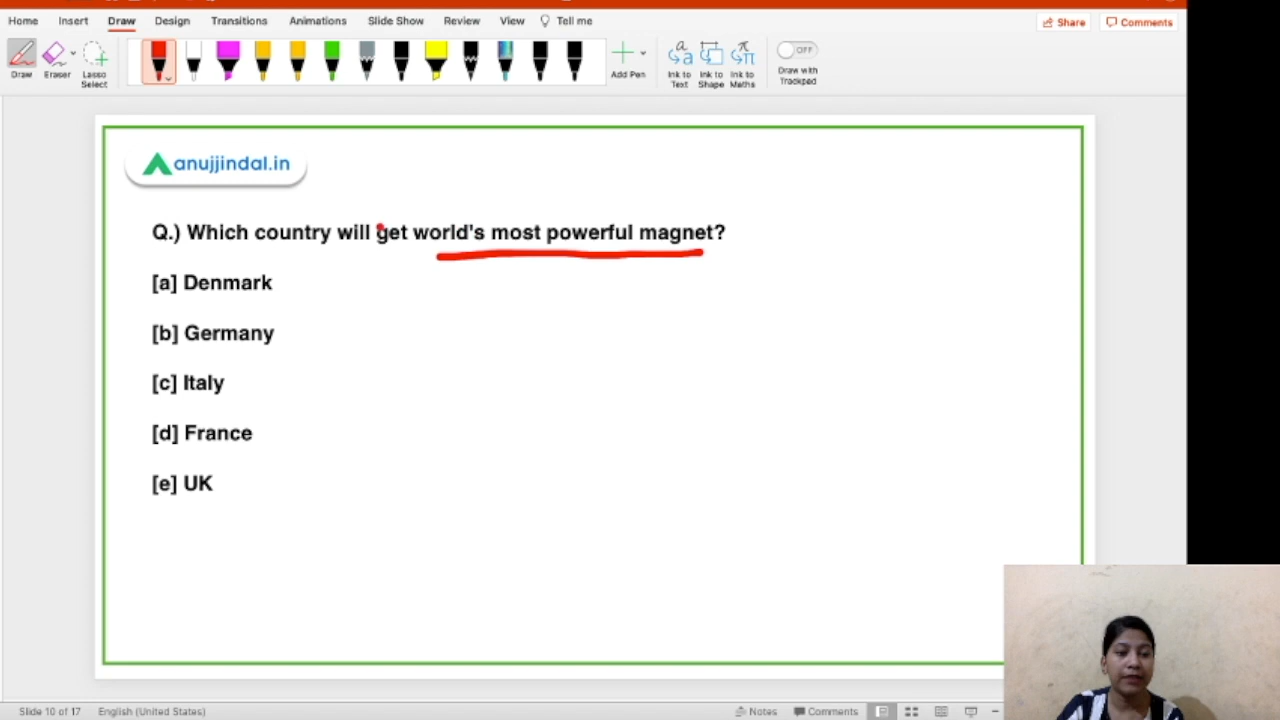 Home Insert Draw Design Transitions Animations Slide Show Review View Tell me Share Comments
Draw Eraser Lasso Select Add Pen Ink to Text Ink to Shape Ink to Maths OFF Draw with Trackpad
anujjindal.in
Q.) Which country will get world's most powerful magnet?
[a] Denmark
[b] Germany
[c] Italy
[d] France
[e] UK
Slide 10 of 17 English (United States) Notes Comments